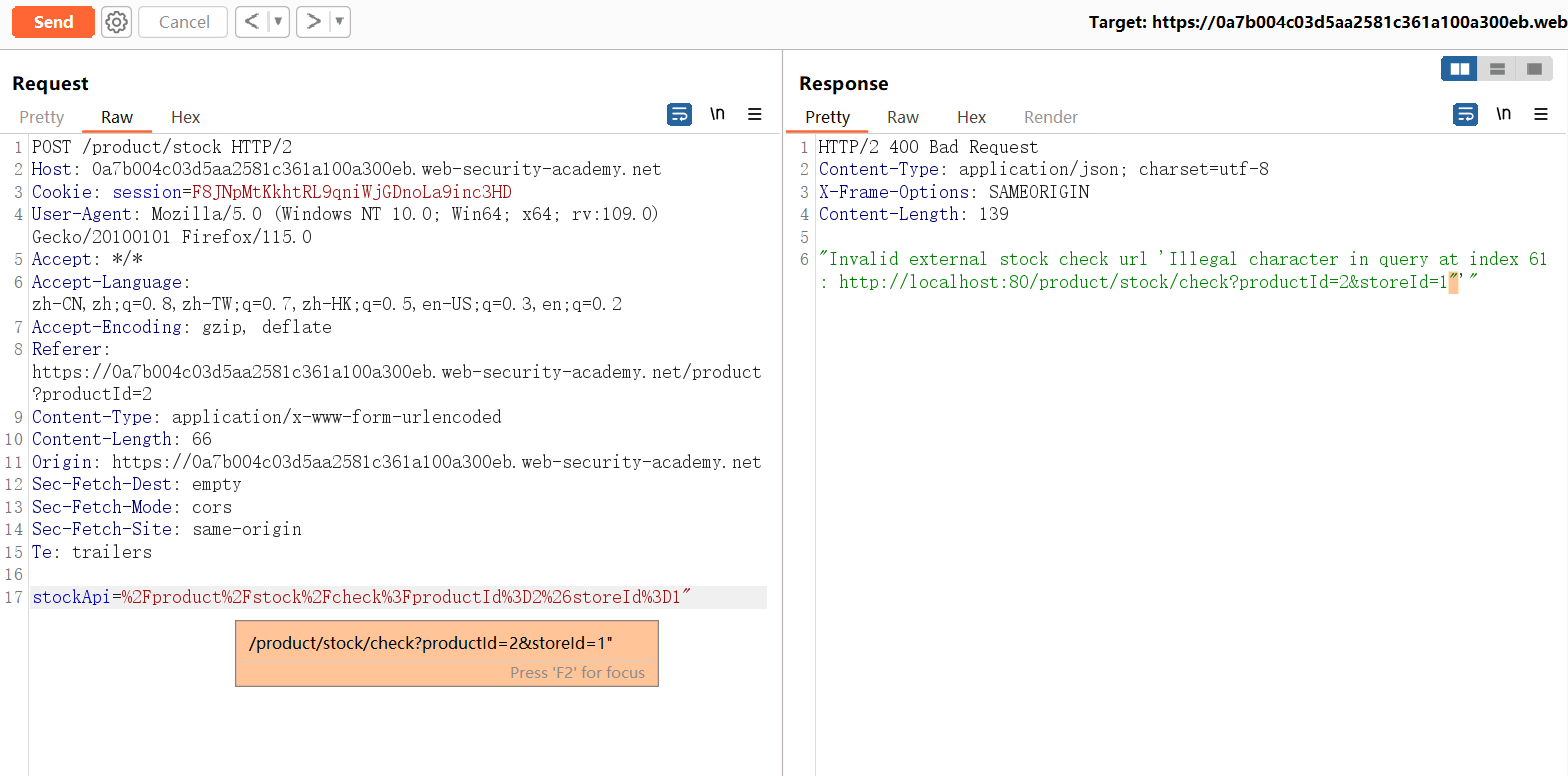 Send
Cancel
< ▼
> ▼
Target: https://0a7b004c03d5aa2581c361a100a300eb.web
Request
Pretty Raw Hex
\n
1 POST /product/stock HTTP/2
2 Host: 0a7b004c03d5aa2581c361a100a300eb.web-security-academy.net
3 Cookie: session=F8JNpMtKkhtRL9qniWjGDnoLa9inc3HD
4 User-Agent: Mozilla/5.0 (Windows NT 10.0; Win64; x64; rv:109.0)
Gecko/20100101 Firefox/115.0
5 Accept: */*
6 Accept-Language:
zh-CN,zh;q=0.8,zh-TW;q=0.7,zh-HK;q=0.5,en-US;q=0.3,en;q=0.2
7 Accept-Encoding: gzip, deflate
8 Referer:
https://0a7b004c03d5aa2581c361a100a300eb.web-security-academy.net/product
?productId=2
9 Content-Type: application/x-www-form-urlencoded
10 Content-Length: 66
11 Origin: https://0a7b004c03d5aa2581c361a100a300eb.web-security-academy.net
12 Sec-Fetch-Dest: empty
13 Sec-Fetch-Mode: cors
14 Sec-Fetch-Site: same-origin
15 Te: trailers
16
17 stockApi=%2Fproduct%2Fstock%2Fcheck%3FproductId%3D2%26storeId%3D1"
/product/stock/check?productId=2&storeId=1"
Press 'F2' for focus
Response
Pretty Raw Hex Render
\n
1 HTTP/2 400 Bad Request
2 Content-Type: application/json; charset=utf-8
3 X-Frame-Options: SAMEORIGIN
4 Content-Length: 139
5
6 "Invalid external stock check url 'Illegal character in query at index 61
: http://localhost:80/product/stock/check?productId=2&storeId=1"'"